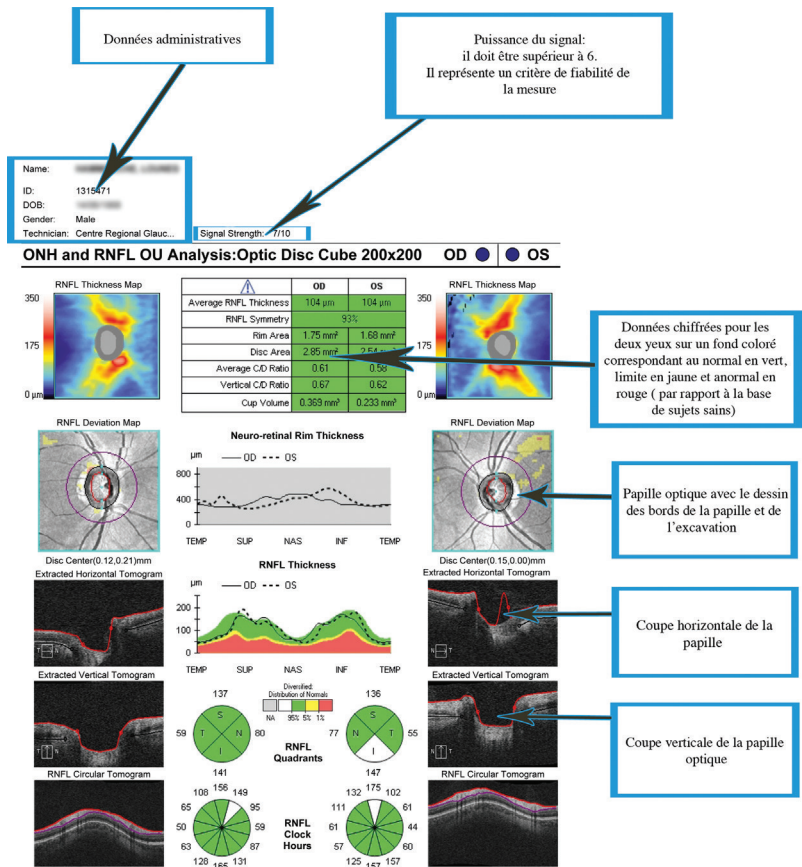 Données administratives
Puissance du signal:
il doit être supérieur à 6.
Il représente un critère de fiabilité de
la mesure
Name:
ID: 1315471
DOB:
Gender: Male
Technician: Centre Regional Glauc...
Signal Strength: 7/10
ONH and RNFL OU Analysis:Optic Disc Cube 200x200 OD OS
RNFL Thickness Map
350
175
0 µm
OD OS
Average RNFL Thickness 104 µm 104 µm
RNFL Symmetry 93%
Rim Area 1.75 mm² 1.68 mm²
Disc Area 2.85 mm² 2.54 mm²
Average C/D Ratio 0.61 0.58
Vertical C/D Ratio 0.67 0.62
Cup Volume 0.369 mm³ 0.233 mm³
RNFL Thickness Map
350
175
0 µm
Données chiffrées pour les
deux yeux sur un fond coloré
correspondant au normal en vert,
limite en jaune et anormal en
rouge ( par rapport à la base
de sujets sains)
RNFL Deviation Map
Disc Center(0.12,0.21)mm
Neuro-retinal Rim Thickness
µm OD OS
800
400
0
TEMP SUP NAS INF TEMP
RNFL Deviation Map
Disc Center(0.15,0.00)mm
Papille optique avec le dessin
des bords de la papille et de
l'excavation
Extracted Horizontal Tomogram
T N
RNFL Thickness
µm OD OS
200
100
0
TEMP SUP NAS INF TEMP
Extracted Horizontal Tomogram
N T
Coupe horizontale de la
papille
Extracted Vertical Tomogram
I S
Diversified:
Distribution of Normals
NA 95% 5% 1%
137
S
59 T N 80
I
141
RNFL
Quadrants
136
S
77 N T 55
I
147
Extracted Vertical Tomogram
I S
Coupe verticale de la papille
optique
RNFL Circular Tomogram
156
108 149
65 95
50 59
63 87
128 131
165
RNFL
Clock
Hours
175
132 102
111 61
61 44
57 60
125 157
157
RNFL Circular Tomogram